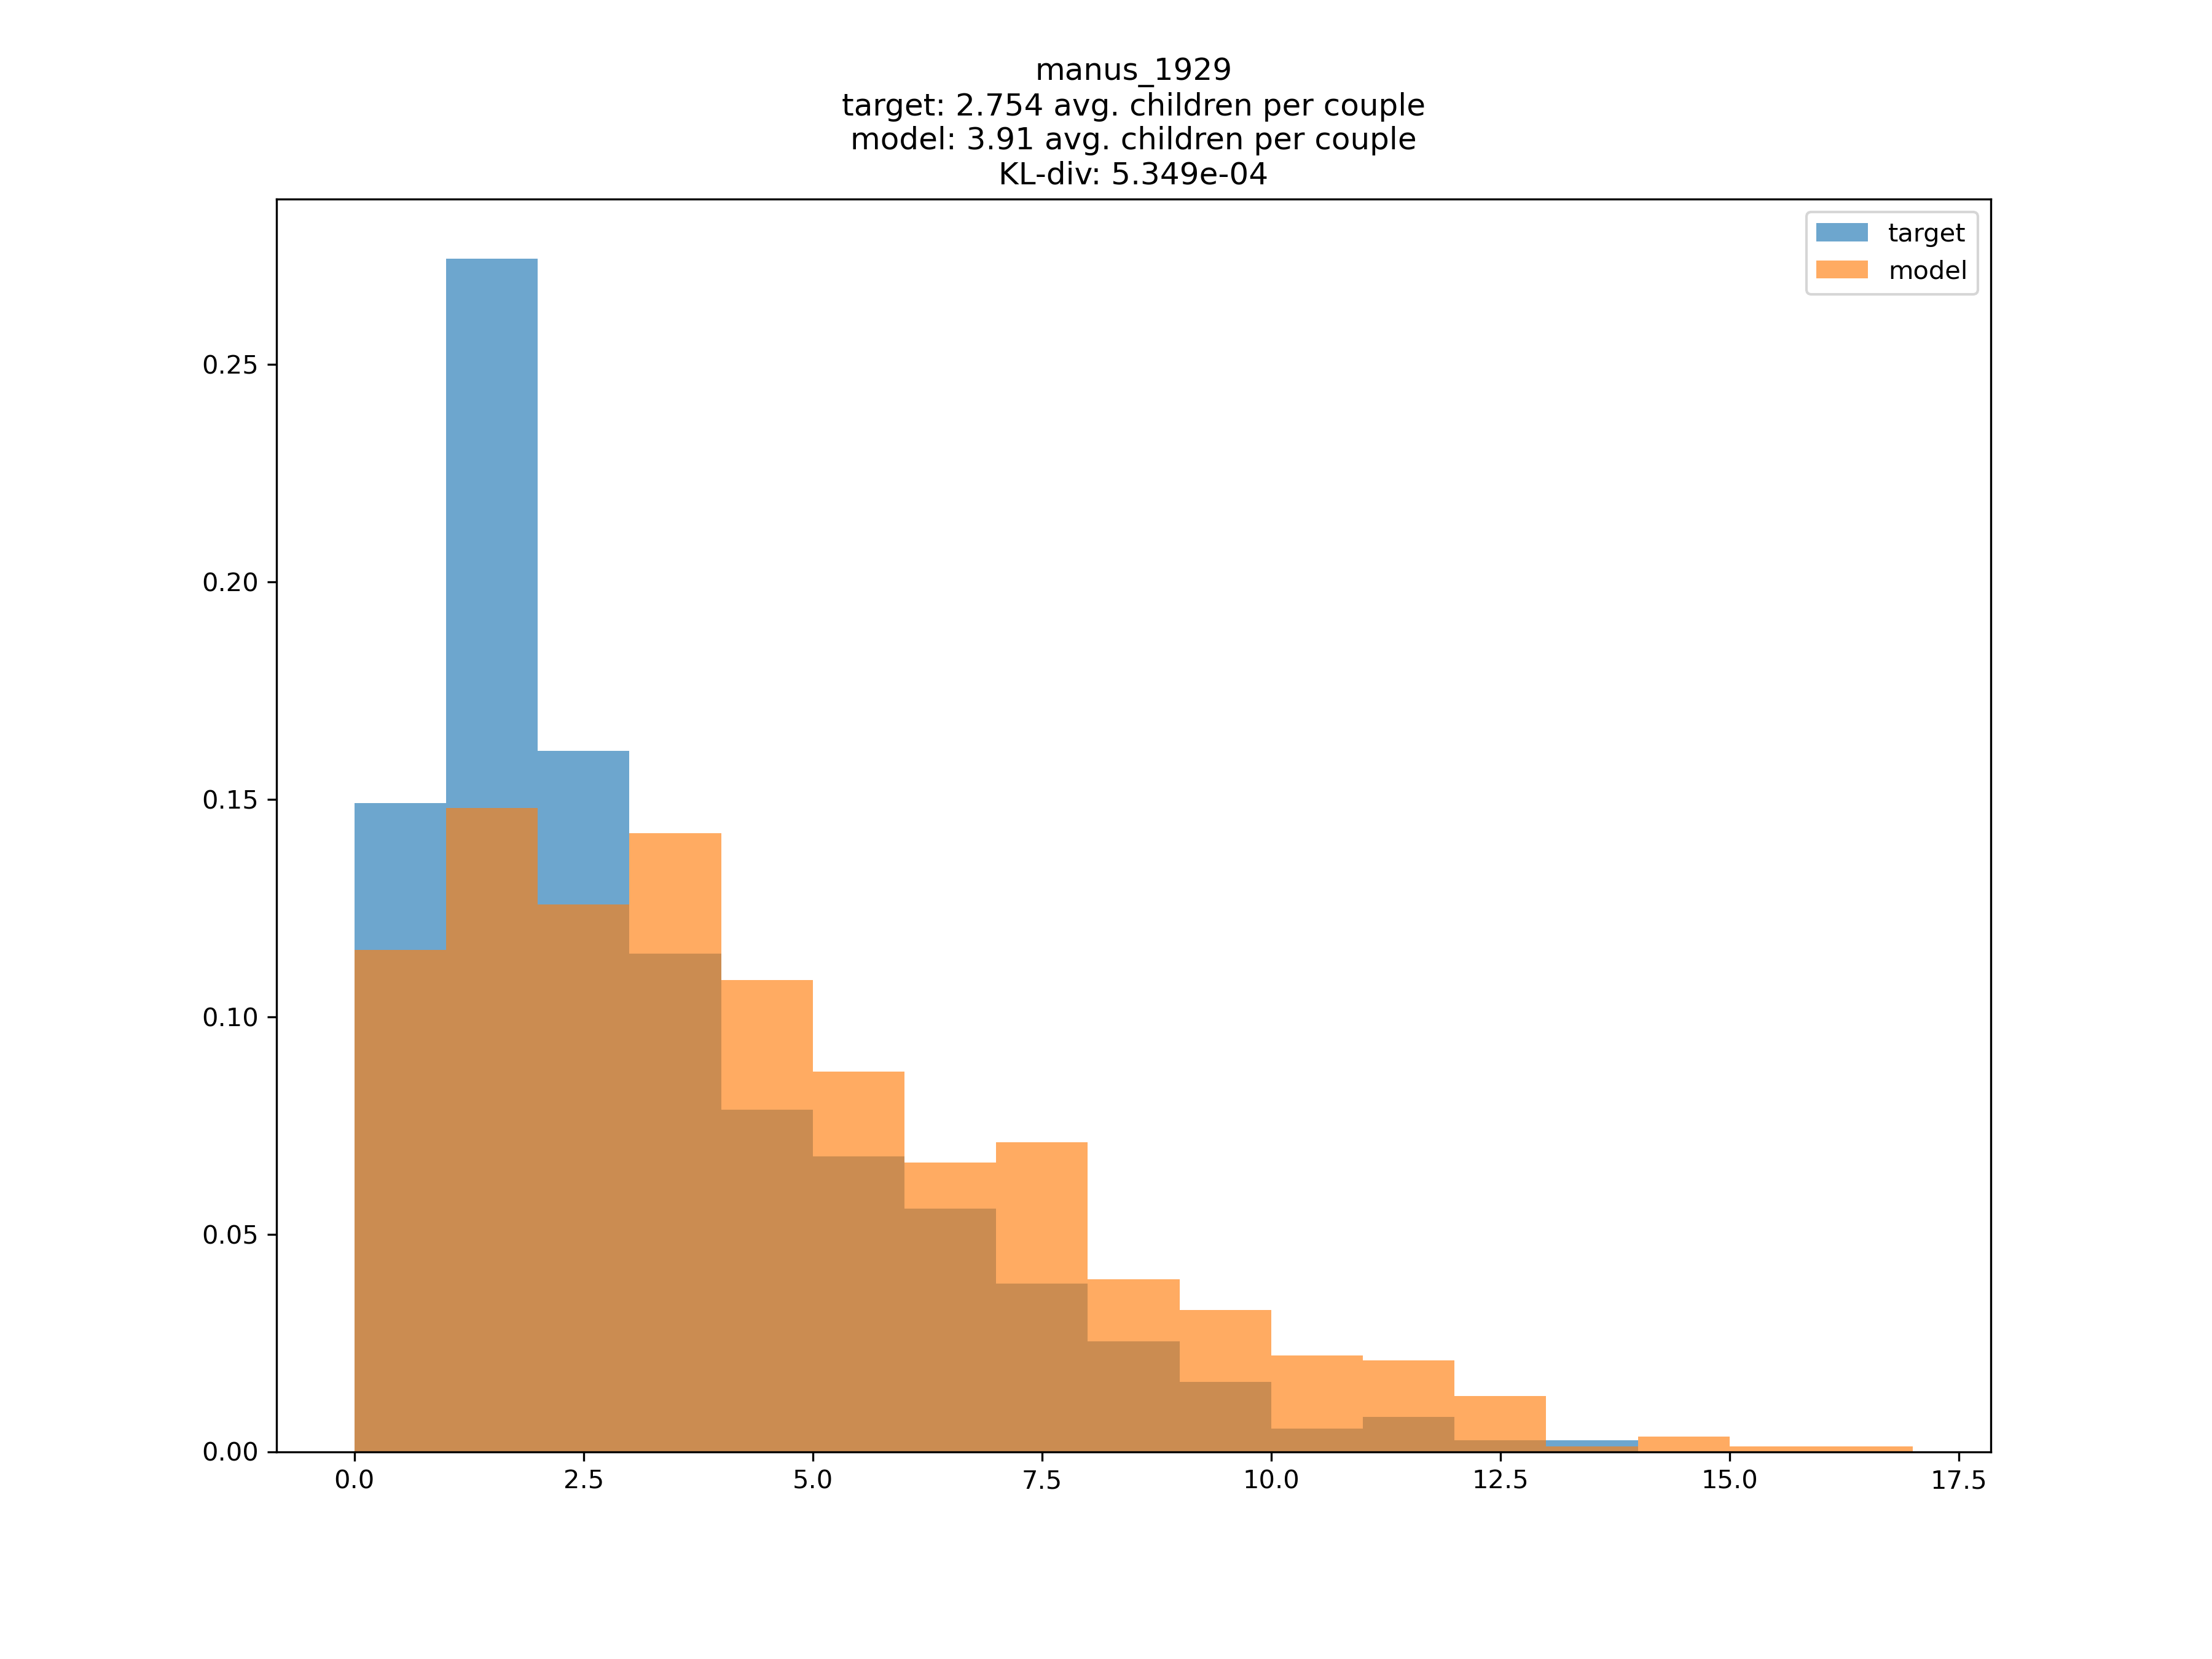 manus_1929
target: 2.754 avg. children per couple
model: 3.91 avg. children per couple
KL-div: 5.349e-04
target
model
0.25
0.20
0.15
0.10
0.05
0.00
0.0 2.5 5.0 7.5 10.0 12.5 15.0 17.5